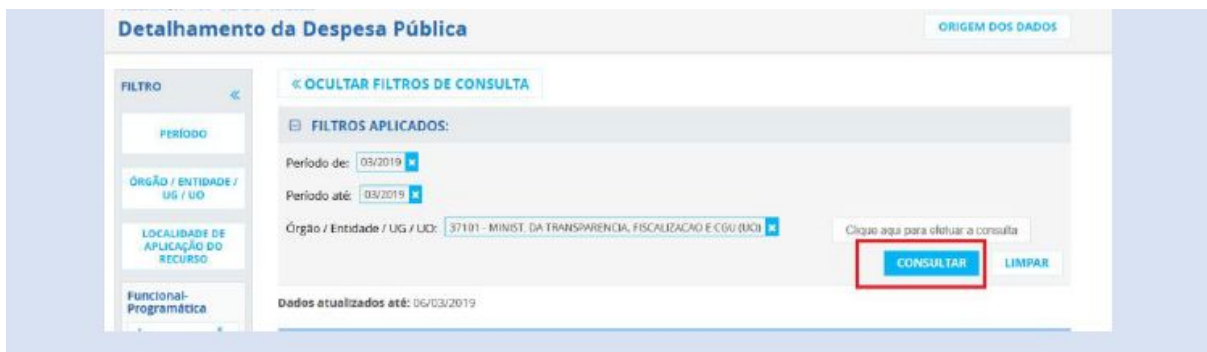 Detalhamento da Despesa Pública
ORIGEM DOS DADOS
FILTRO
«
PERÍODO
ÓRGÃO / ENTIDADE /
UG / UO
LOCALIDADE DE
APLICAÇÃO DO
RECURSO
Funcional-
Programática
« OCULTAR FILTROS DE CONSULTA
FILTROS APLICADOS:
Período de: 03/2019 x
Período até: 03/2019 x
Órgão / Entidade / UG / UO: 37101 - MINIST. DA TRANSPARENCIA, FISCALIZACAO E CGU (UO) x
Clique aqui para efetuar a consulta
CONSULTAR LIMPAR
Dados atualizados até: 06/03/2019